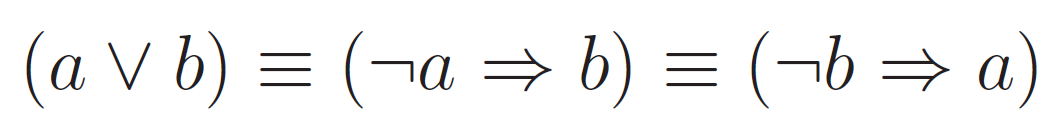 (a ∨ b) ≡ (¬a ⇒ b) ≡ (¬b ⇒ a)